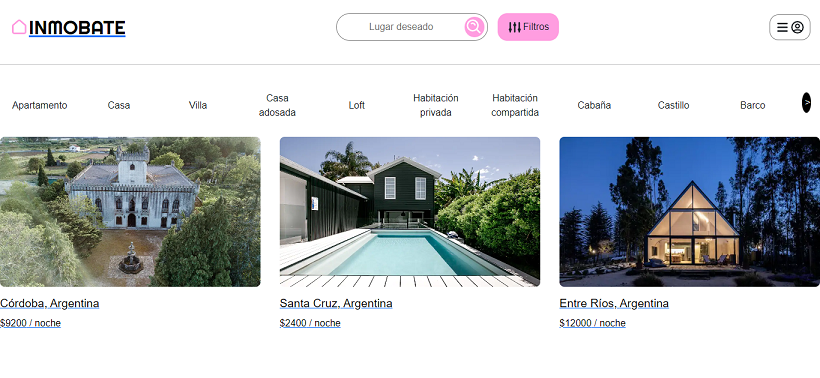 INMOBATE
Lugar deseado
Filtros
Apartamento
Casa
Villa
Casa
adosada
Loft
Habitación
privada
Habitación
compartida
Cabaña
Castillo
Barco
>
Córdoba, Argentina
$9200 / noche
Santa Cruz, Argentina
$2400 / noche
Entre Ríos, Argentina
$12000 / noche